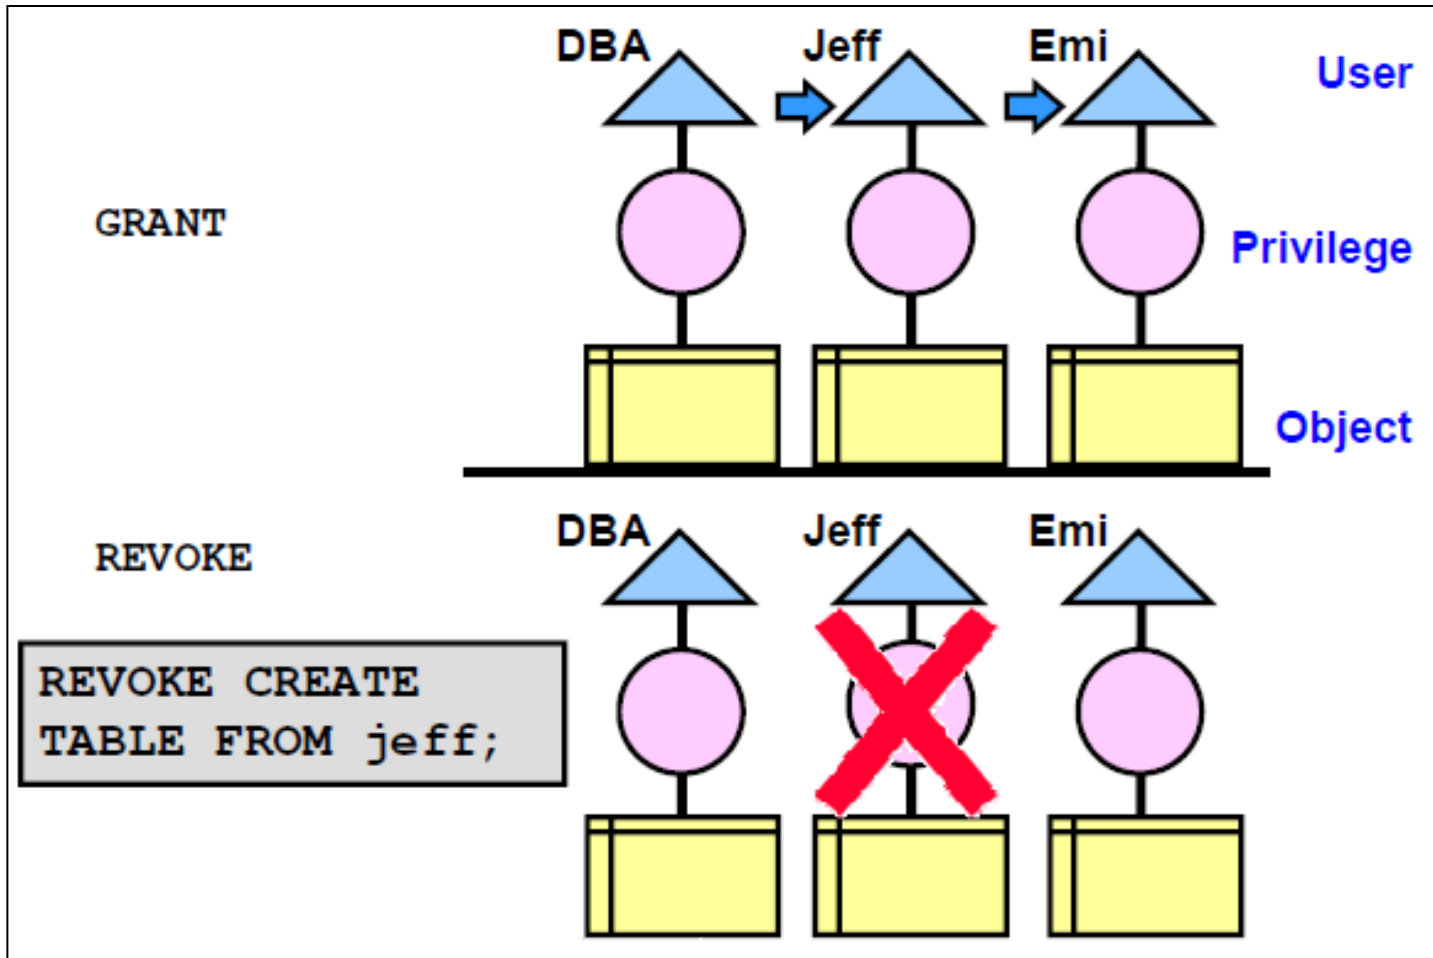 DBA Jeff Emi User
GRANT
Privilege
Object
DBA Jeff Emi
REVOKE
REVOKE CREATE
TABLE FROM jeff;